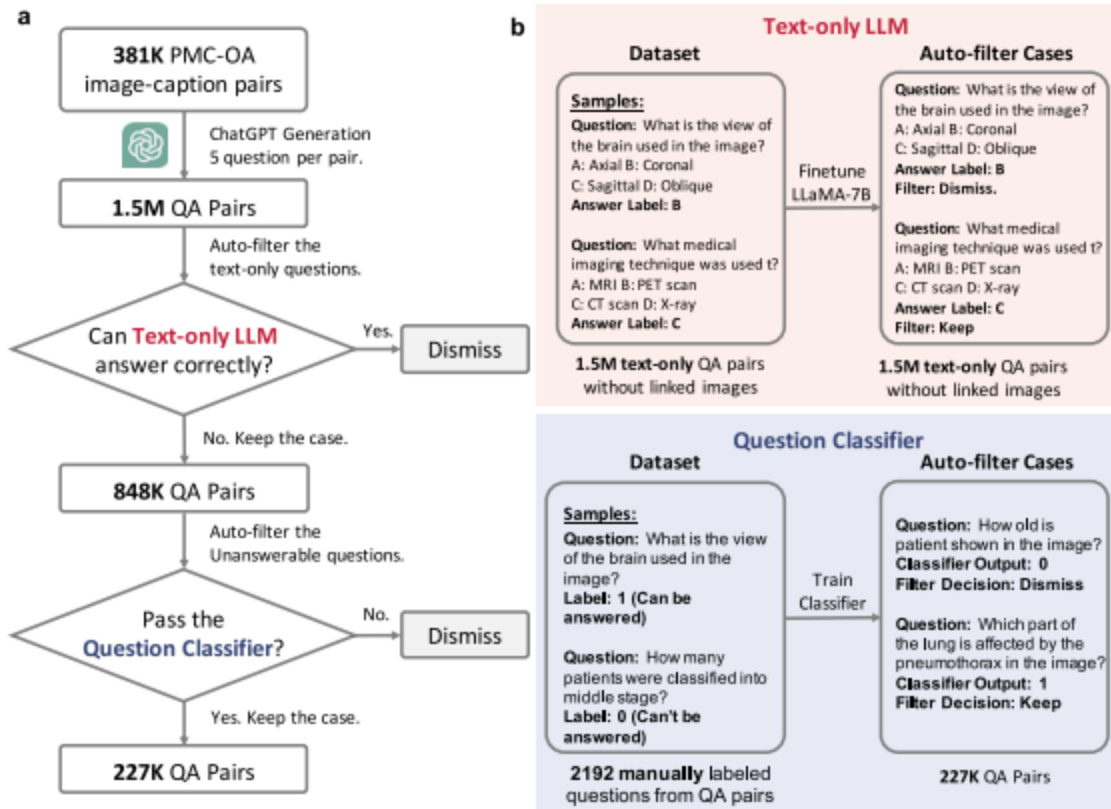 a
381K PMC-OA
image-caption pairs
ChatGPT Generation
5 question per pair.
1.5M QA Pairs
Auto-filter the
text-only questions.
Can Text-only LLM
answer correctly?
Yes.
Dismiss
No. Keep the case.
848K QA Pairs
Auto-filter the
Unanswerable questions.
Pass the
Question Classifier?
No.
Dismiss
Yes. Keep the case.
227K QA Pairs
b
Text-only LLM
Dataset
Samples:
Question: What is the view of
the brain used in the image?
A: Axial B: Coronal
C: Sagittal D: Oblique
Answer Label: B
Question: What medical
imaging technique was used t?
A: MRI B: PET scan
C: CT scan D: X-ray
Answer Label: C
1.5M text-only QA pairs
without linked images
Finetune
LLaMA-7B
Auto-filter Cases
Question: What is the view of
the brain used in the image?
A: Axial B: Coronal
C: Sagittal D: Oblique
Answer Label: B
Filter: Dismiss.
Question: What medical
imaging technique was used t?
A: MRI B: PET scan
C: CT scan D: X-ray
Answer Label: C
Filter: Keep
1.5M text-only QA pairs
without linked images
Question Classifier
Dataset
Samples:
Question: What is the view
of the brain used in the
image?
Label: 1 (Can be
answered)
Question: How many
patients were classified into
middle stage?
Label: 0 (Can't be
answered)
2192 manually labeled
questions from QA pairs
Train
Classifier
Auto-filter Cases
Question: How old is
patient shown in the image?
Classifier Output: 0
Filter Decision: Dismiss
Question: Which part of
the lung is affected by the
pneumothorax in the image?
Classifier Output: 1
Filter Decision: Keep
227K QA Pairs